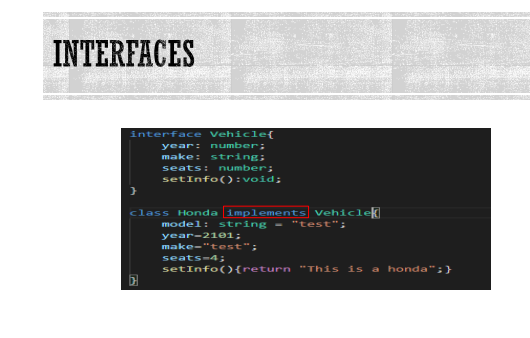 INTERFACES
interface Vehicle{
year: number;
make: string;
seats: number;
setInfo():void;
}
class Honda implements Vehicle{
model: string = "test";
year=2101;
make="test";
seats=4;
setInfo(){return "This is a honda";}
}